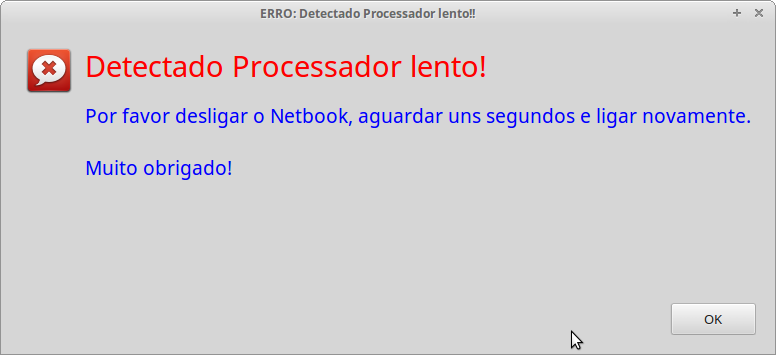 ERRO: Detectado Processador lento!!
Detectado Processador lento!
Por favor desligar o Netbook, aguardar uns segundos e ligar novamente.
Muito obrigado!
OK